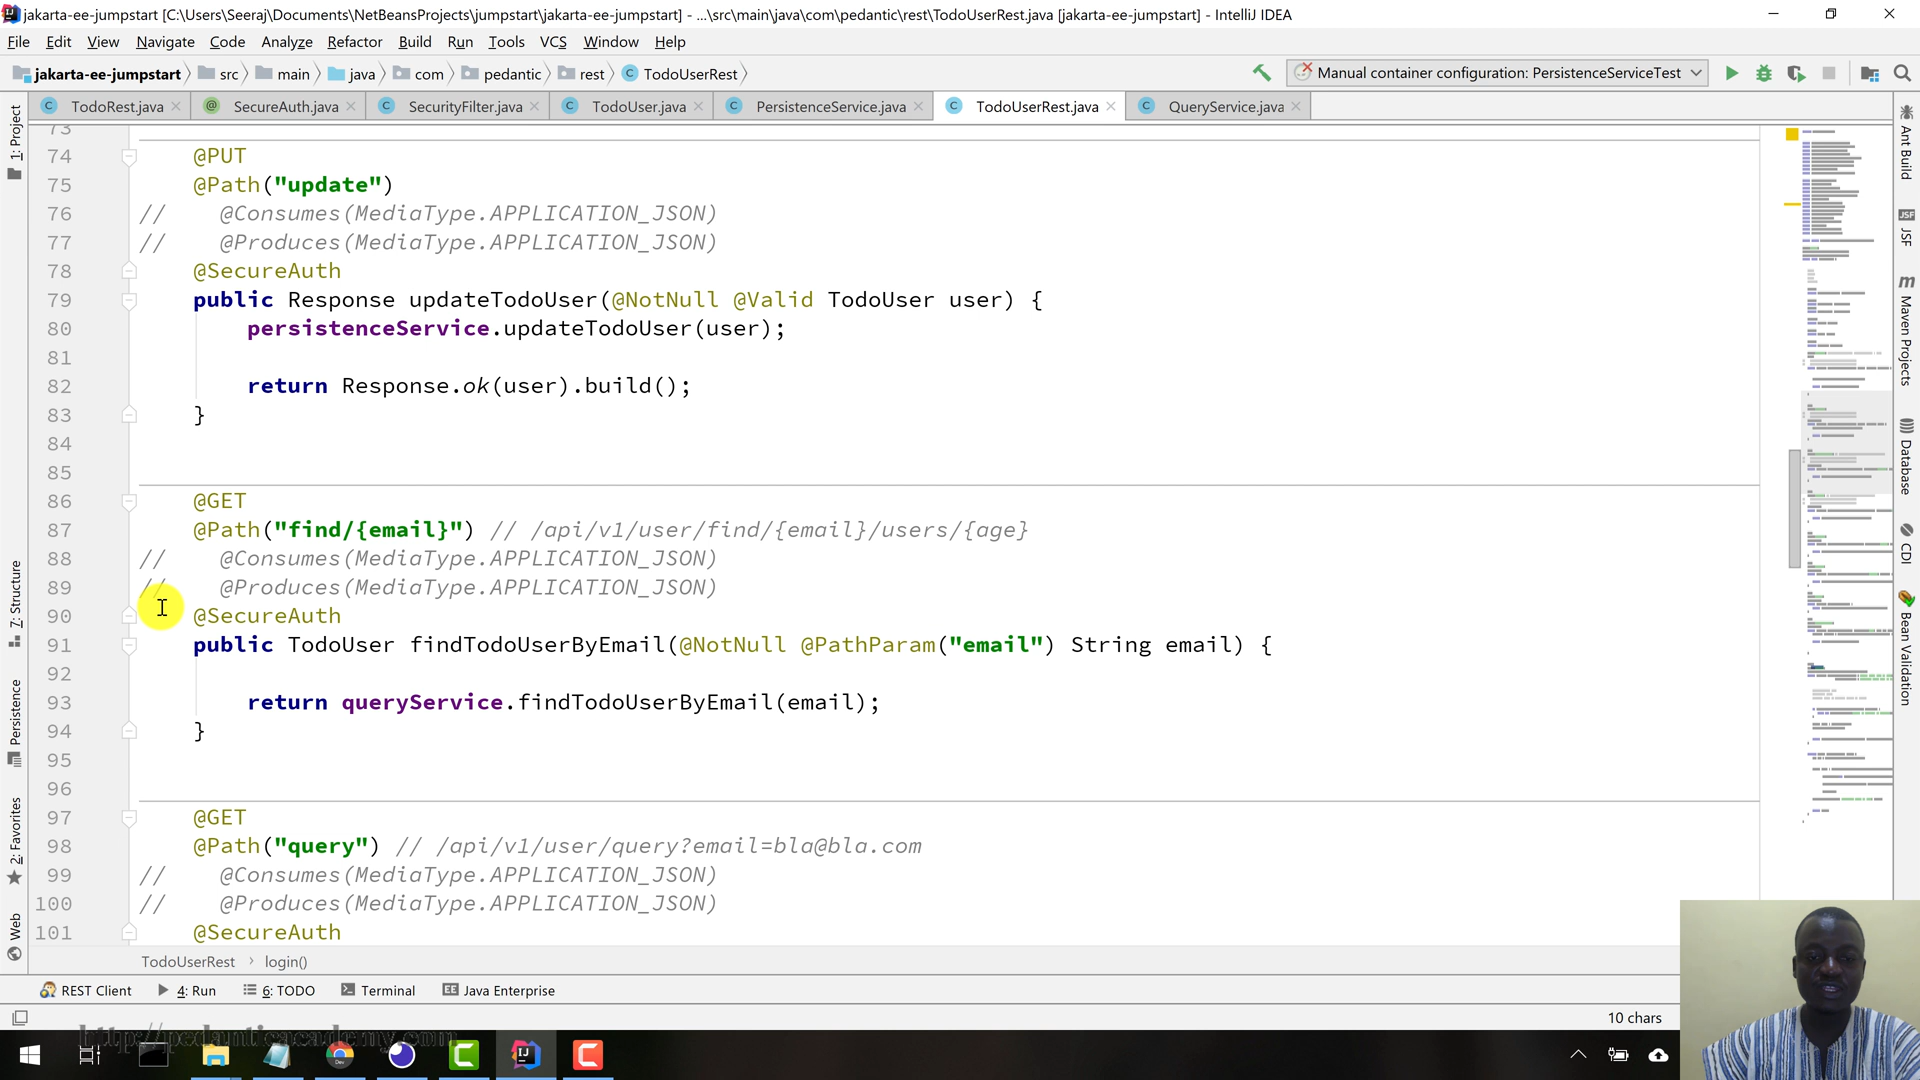 jakarta-ee-jumpstart [C:\Users\Seeraj\Documents\NetBeansProjects\jumpstart\jakarta-ee-jumpstart] - ...\src\main\java\com\pedantic\rest\TodoUserRest.java [jakarta-ee-jumpstart] - IntelliJ IDEA
File Edit View Navigate Code Analyze Refactor Build Run Tools VCS Window Help
jakarta-ee-jumpstart src main java com pedantic rest TodoUserRest
Manual container configuration: PersistenceServiceTest
TodoRest.java SecureAuth.java SecurityFilter.java TodoUser.java PersistenceService.java TodoUserRest.java QueryService.java
1: Project
7: Structure
Persistence
2: Favorites
Web
73
74 @PUT
75 @Path("update")
76 // @Consumes(MediaType.APPLICATION_JSON)
77 // @Produces(MediaType.APPLICATION_JSON)
78 @SecureAuth
79 public Response updateTodoUser(@NotNull @Valid TodoUser user) {
80 persistenceService.updateTodoUser(user);
81
82 return Response.ok(user).build();
83 }
84
85
86 @GET
87 @Path("find/{email}") // /api/v1/user/find/{email}/users/{age}
88 // @Consumes(MediaType.APPLICATION_JSON)
89 // @Produces(MediaType.APPLICATION_JSON)
90 @SecureAuth
91 public TodoUser findTodoUserByEmail(@NotNull @PathParam("email") String email) {
92
93 return queryService.findTodoUserByEmail(email);
94 }
95
96
97 @GET
98 @Path("query") // /api/v1/user/query?email=bla@bla.com
99 // @Consumes(MediaType.APPLICATION_JSON)
100 // @Produces(MediaType.APPLICATION_JSON)
101 @SecureAuth
Ant Build
JSF
JSF
Maven Projects
Database
CDI
Bean Validation
TodoUserRest login()
REST Client 4: Run 6: TODO Terminal Java Enterprise
10 chars
http://pedanticacademy.com